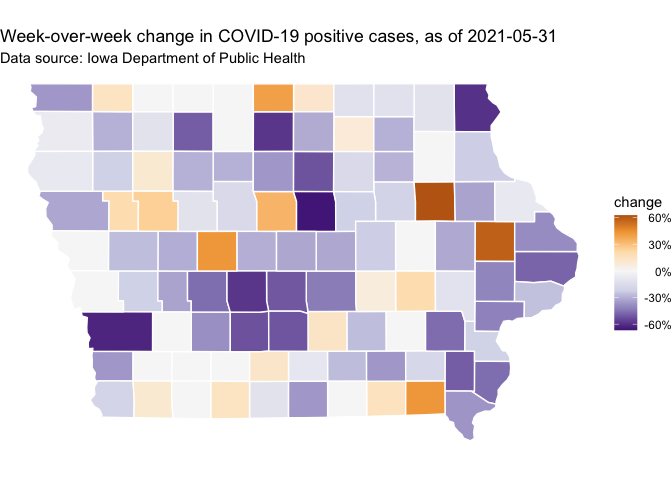 Week-over-week change in COVID-19 positive cases, as of 2021-05-31
Data source: Iowa Department of Public Health
change
60%
30%
0%
-30%
-60%